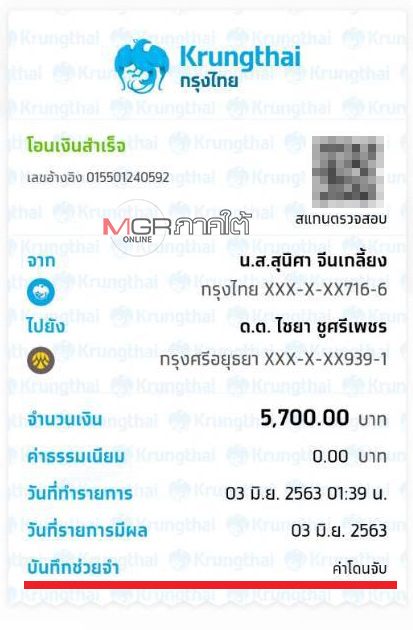 Krungthai
กรุงไทย
โอนเงินสำเร็จ
เลขอ้างอิง 015501240592
สแกนตรวจสอบ
MGR ภาคใต้
ONLINE
จาก น.ส.สุนิศา จีนเกลี้ยง
กรุงไทย XXX-X-XX716-6
ไปยัง ด.ต. ไชยา ชูศรีเพชร
กรุงศรีอยุธยา XXX-X-XX939-1
จำนวนเงิน 5,700.00 บาท
ค่าธรรมเนียม 0.00 บาท
วันที่ทำรายการ 03 มิ.ย. 2563 01:39 น.
วันที่รายการมีผล 03 มิ.ย. 2563
บันทึกช่วยจำ ค่าโดนจับ